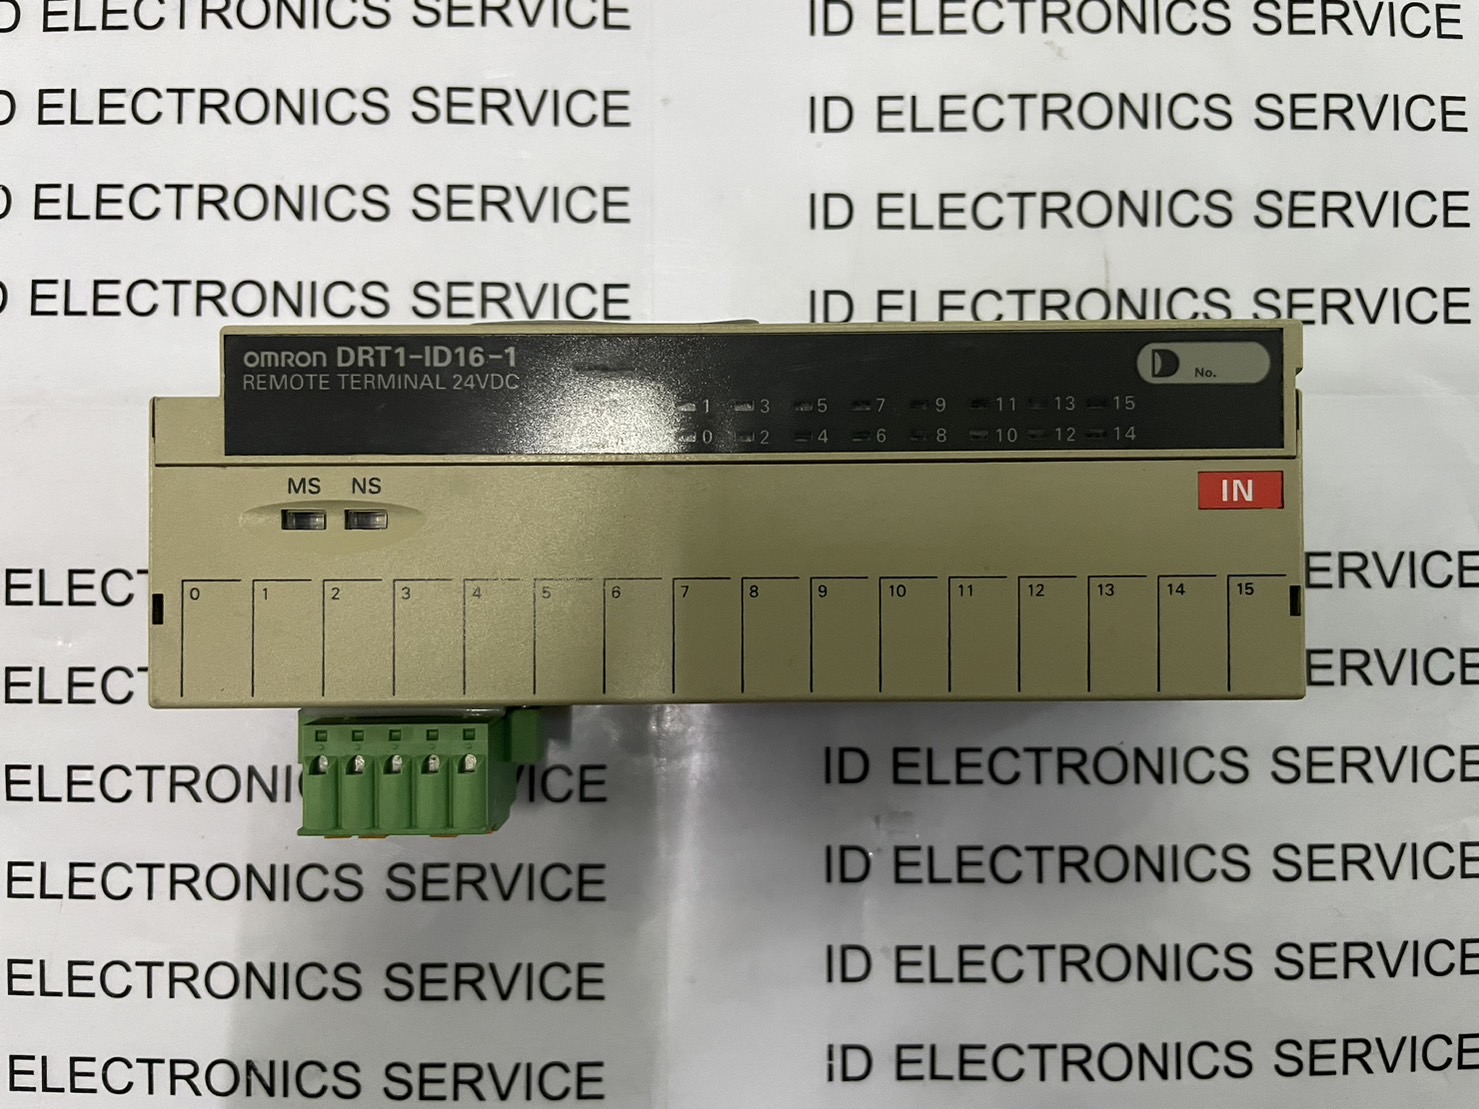 D ELECTRONICS SERVICE ID ELECTRONICS SERVICE
D ELECTRONICS SERVICE ID ELECTRONICS SERVICE
D ELECTRONICS SERVICE ID ELECTRONICS SERVICE
D ELECTRONICS SERVICE ID ELECTRONICS SERVICE
omron DRT1-ID16-1
REMOTE TERMINAL 24VDC
D No.
1 3 5 7 9 11 13 15
0 2 4 6 8 10 12 14
MS NS
IN
0 1 2 3 4 5 6 7 8 9 10 11 12 13 14 15
ELECT ERVICE
ELECT ERVICE
ELECTRONI ICE ID ELECTRONICS SERVICE
ELECTRONICS SERVICE ID ELECTRONICS SERVICE
ELECTRONICS SERVICE ID ELECTRONICS SERVICE
ELECTRONICS SERVICE ID ELECTRONICS SERVICE